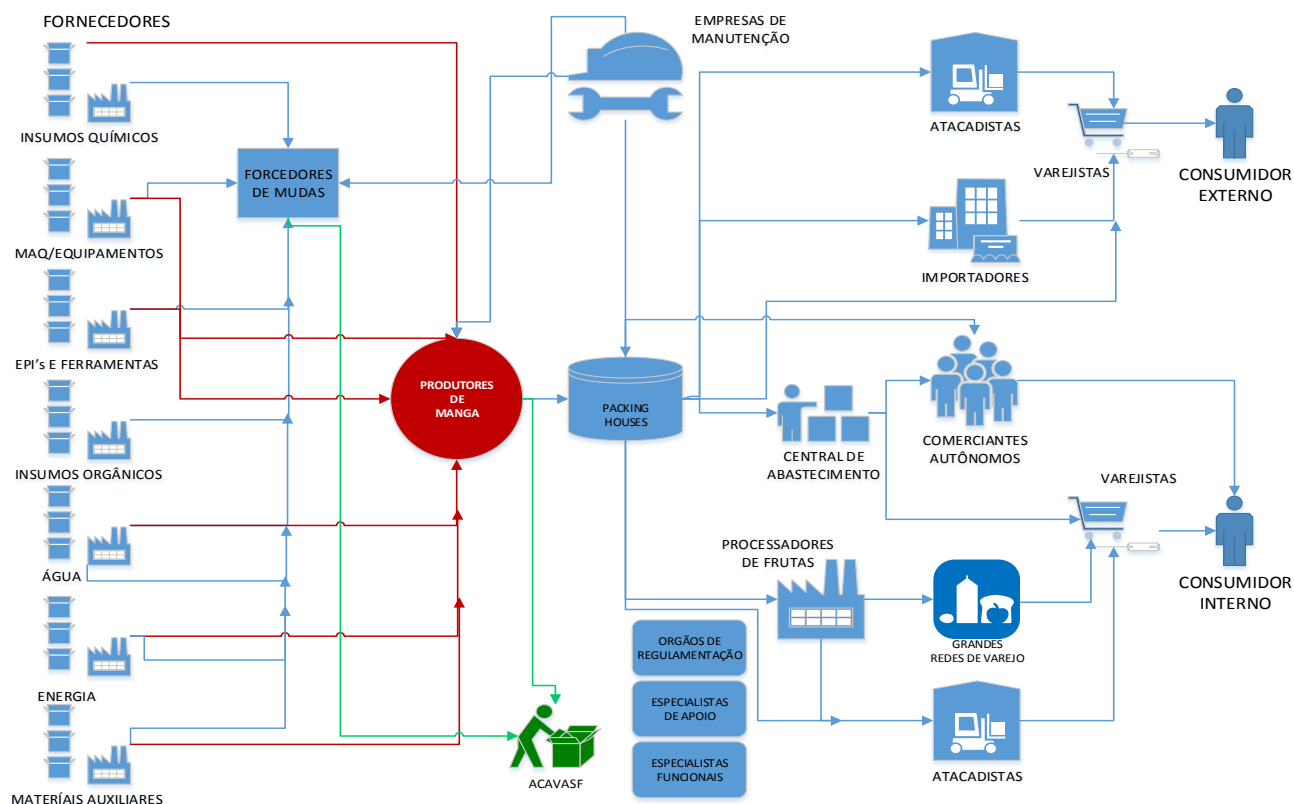 FORNECEDORES
INSUMOS QUÍMICOS
MAQ/EQUIPAMENTOS
EPI's E FERRAMENTAS
INSUMOS ORGÂNICOS
ÁGUA
ENERGIA
MATERÍAIS AUXILIARES
FORCEDORES
DE MUDAS
PRODUTORES
DE
MANGA
ACAVASF
EMPRESAS DE
MANUTENÇÃO
PACKING
HOUSES
ORGÃOS DE
REGULAMENTAÇÃO
ESPECIALISTAS
DE APOIO
ESPECIALISTAS
FUNCIONAIS
ATACADISTAS
IMPORTADORES
VAREJISTAS
CONSUMIDOR
EXTERNO
CENTRAL DE
ABASTECIMENTO
COMERCIANTES
AUTÔNOMOS
PROCESSADORES
DE FRUTAS
GRANDES
REDES DE VAREJO
ATACADISTAS
VAREJISTAS
CONSUMIDOR
INTERNO